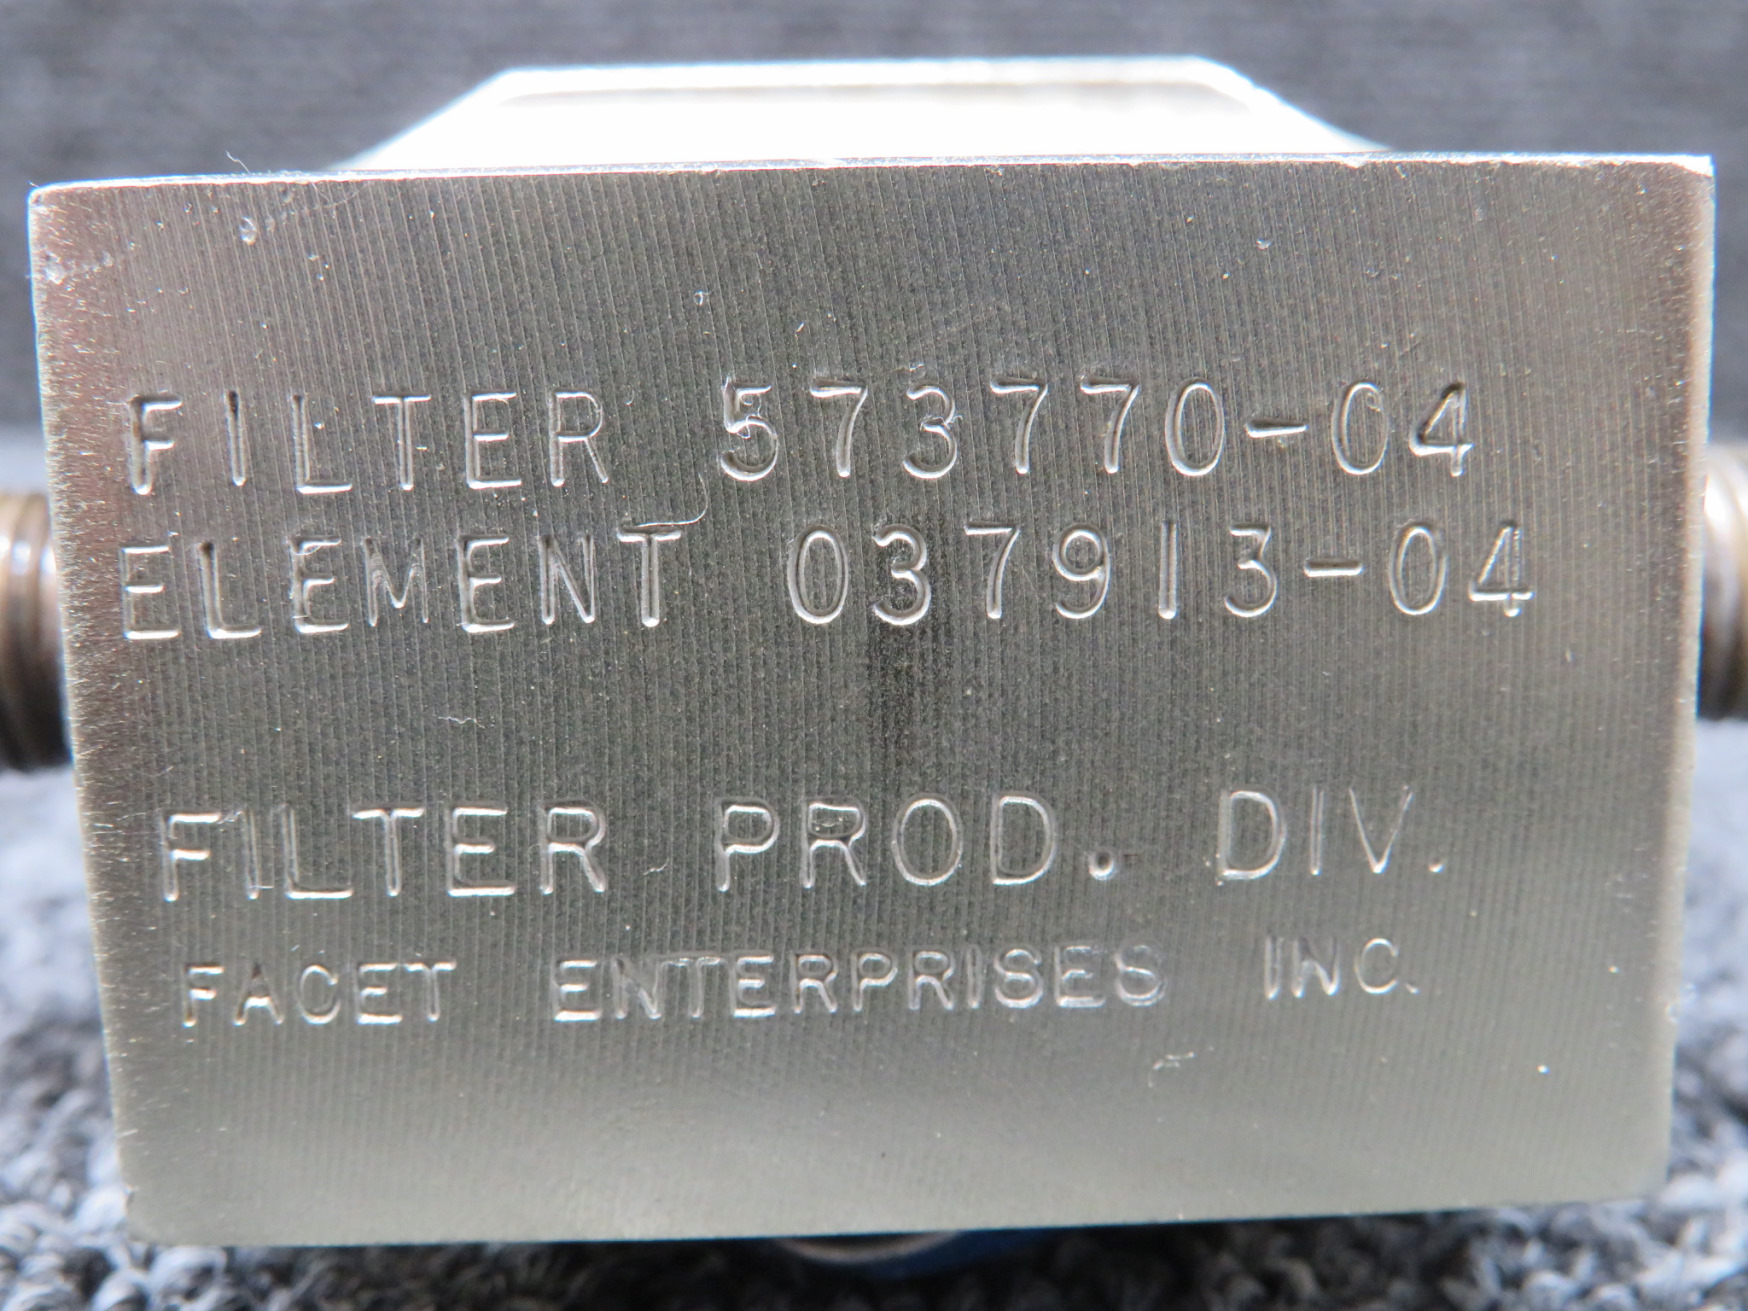 FILTER 573770-04
ELEMENT 037913-04
FILTER PROD. DIV.
FACET ENTERPRISES INC.